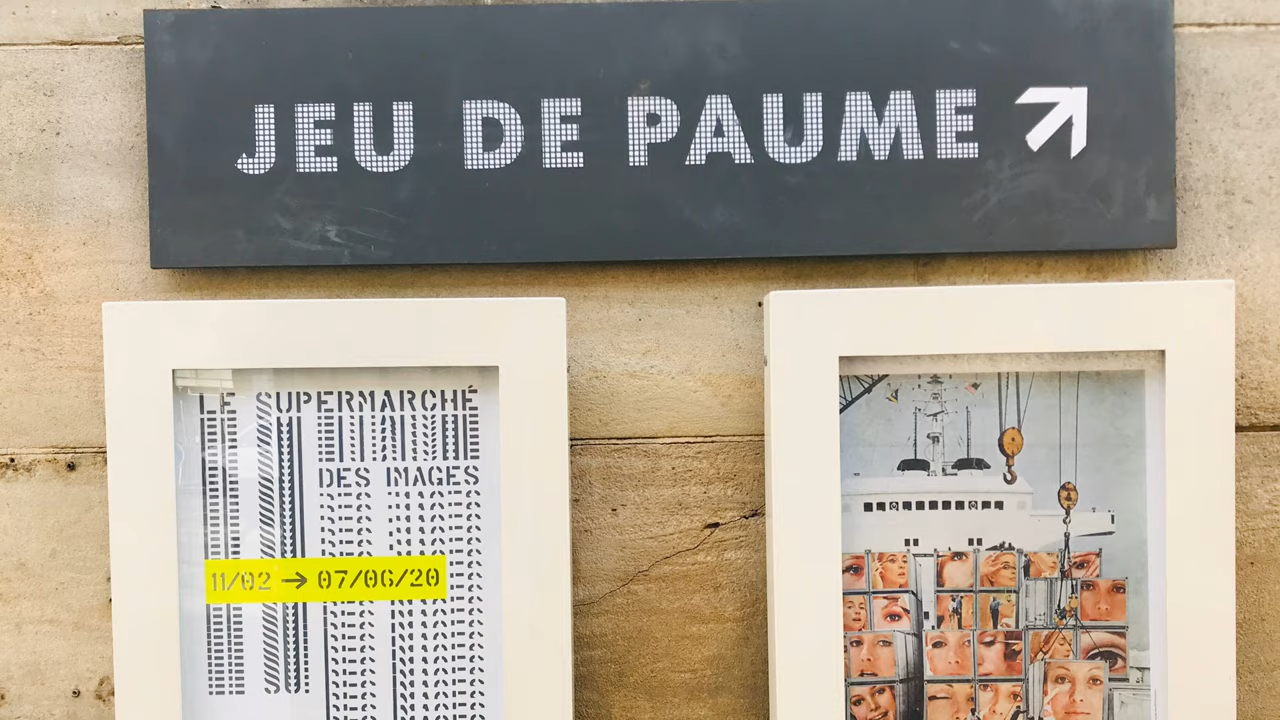 JEU DE PAUME
LE SUPERMARCHÉ
DES IMAGES
11/02 → 07/06/20